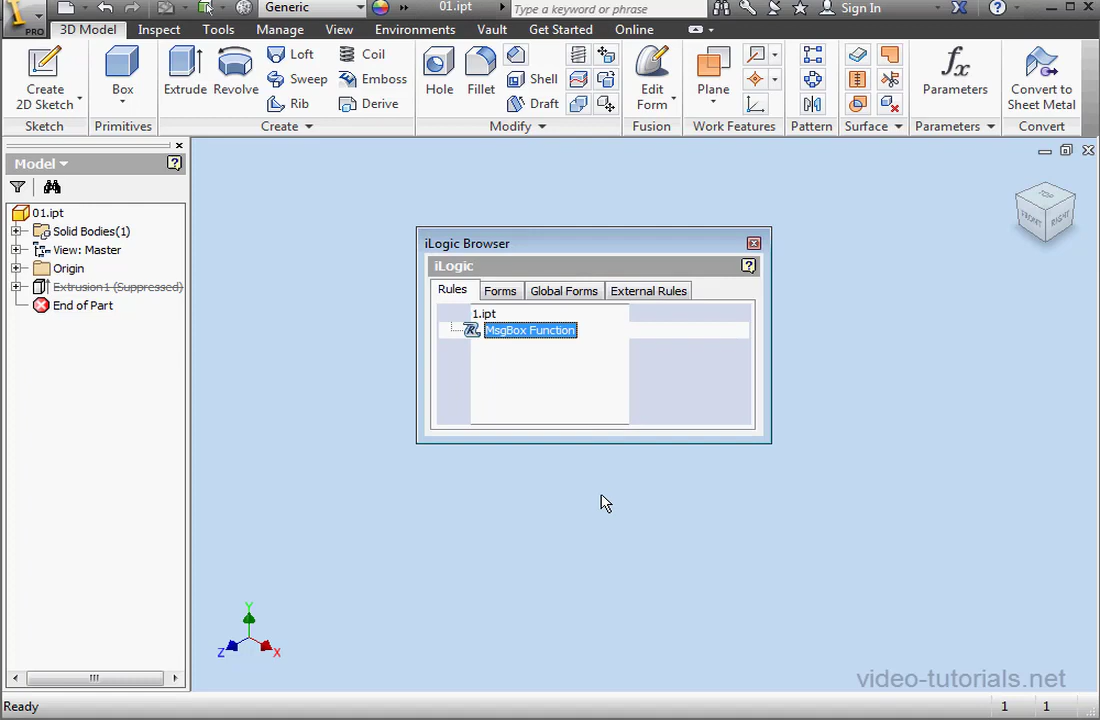 Generic
01.ipt
Type a keyword or phrase
Sign In
PRO
3D Model
Inspect
Tools
Manage
View
Environments
Vault
Get Started
Online
Create
2D Sketch
Box
Extrude
Revolve
Loft
Sweep
Rib
Coil
Emboss
Derive
Hole
Fillet
Shell
Draft
Edit
Form
Plane
Parameters
Convert to
Sheet Metal
Sketch
Primitives
Create
Modify
Fusion
Work Features
Pattern
Surface
Parameters
Convert
Model
01.ipt
Solid Bodies(1)
View: Master
Origin
Extrusion1 (Suppressed)
End of Part
iLogic Browser
iLogic
Rules
Forms
Global Forms
External Rules
1.ipt
MsgBox Function
TOP
FRONT
RIGHT
Y
Z
X
video-tutorials.net
Ready
1
1